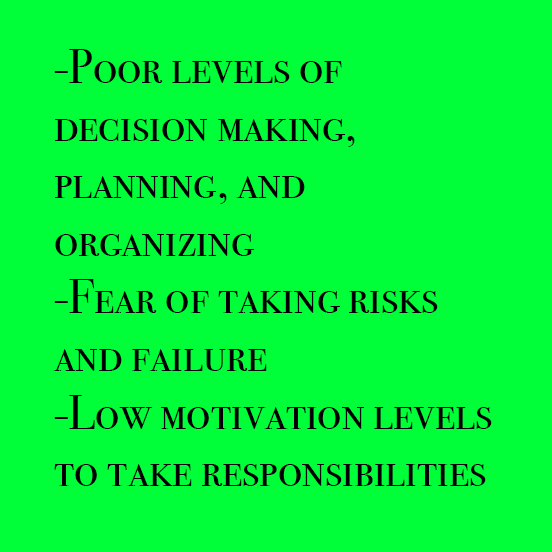 -Poor levels of
decision making,
planning, and
organizing
-Fear of taking risks
and failure
-Low motivation levels
to take responsibilities